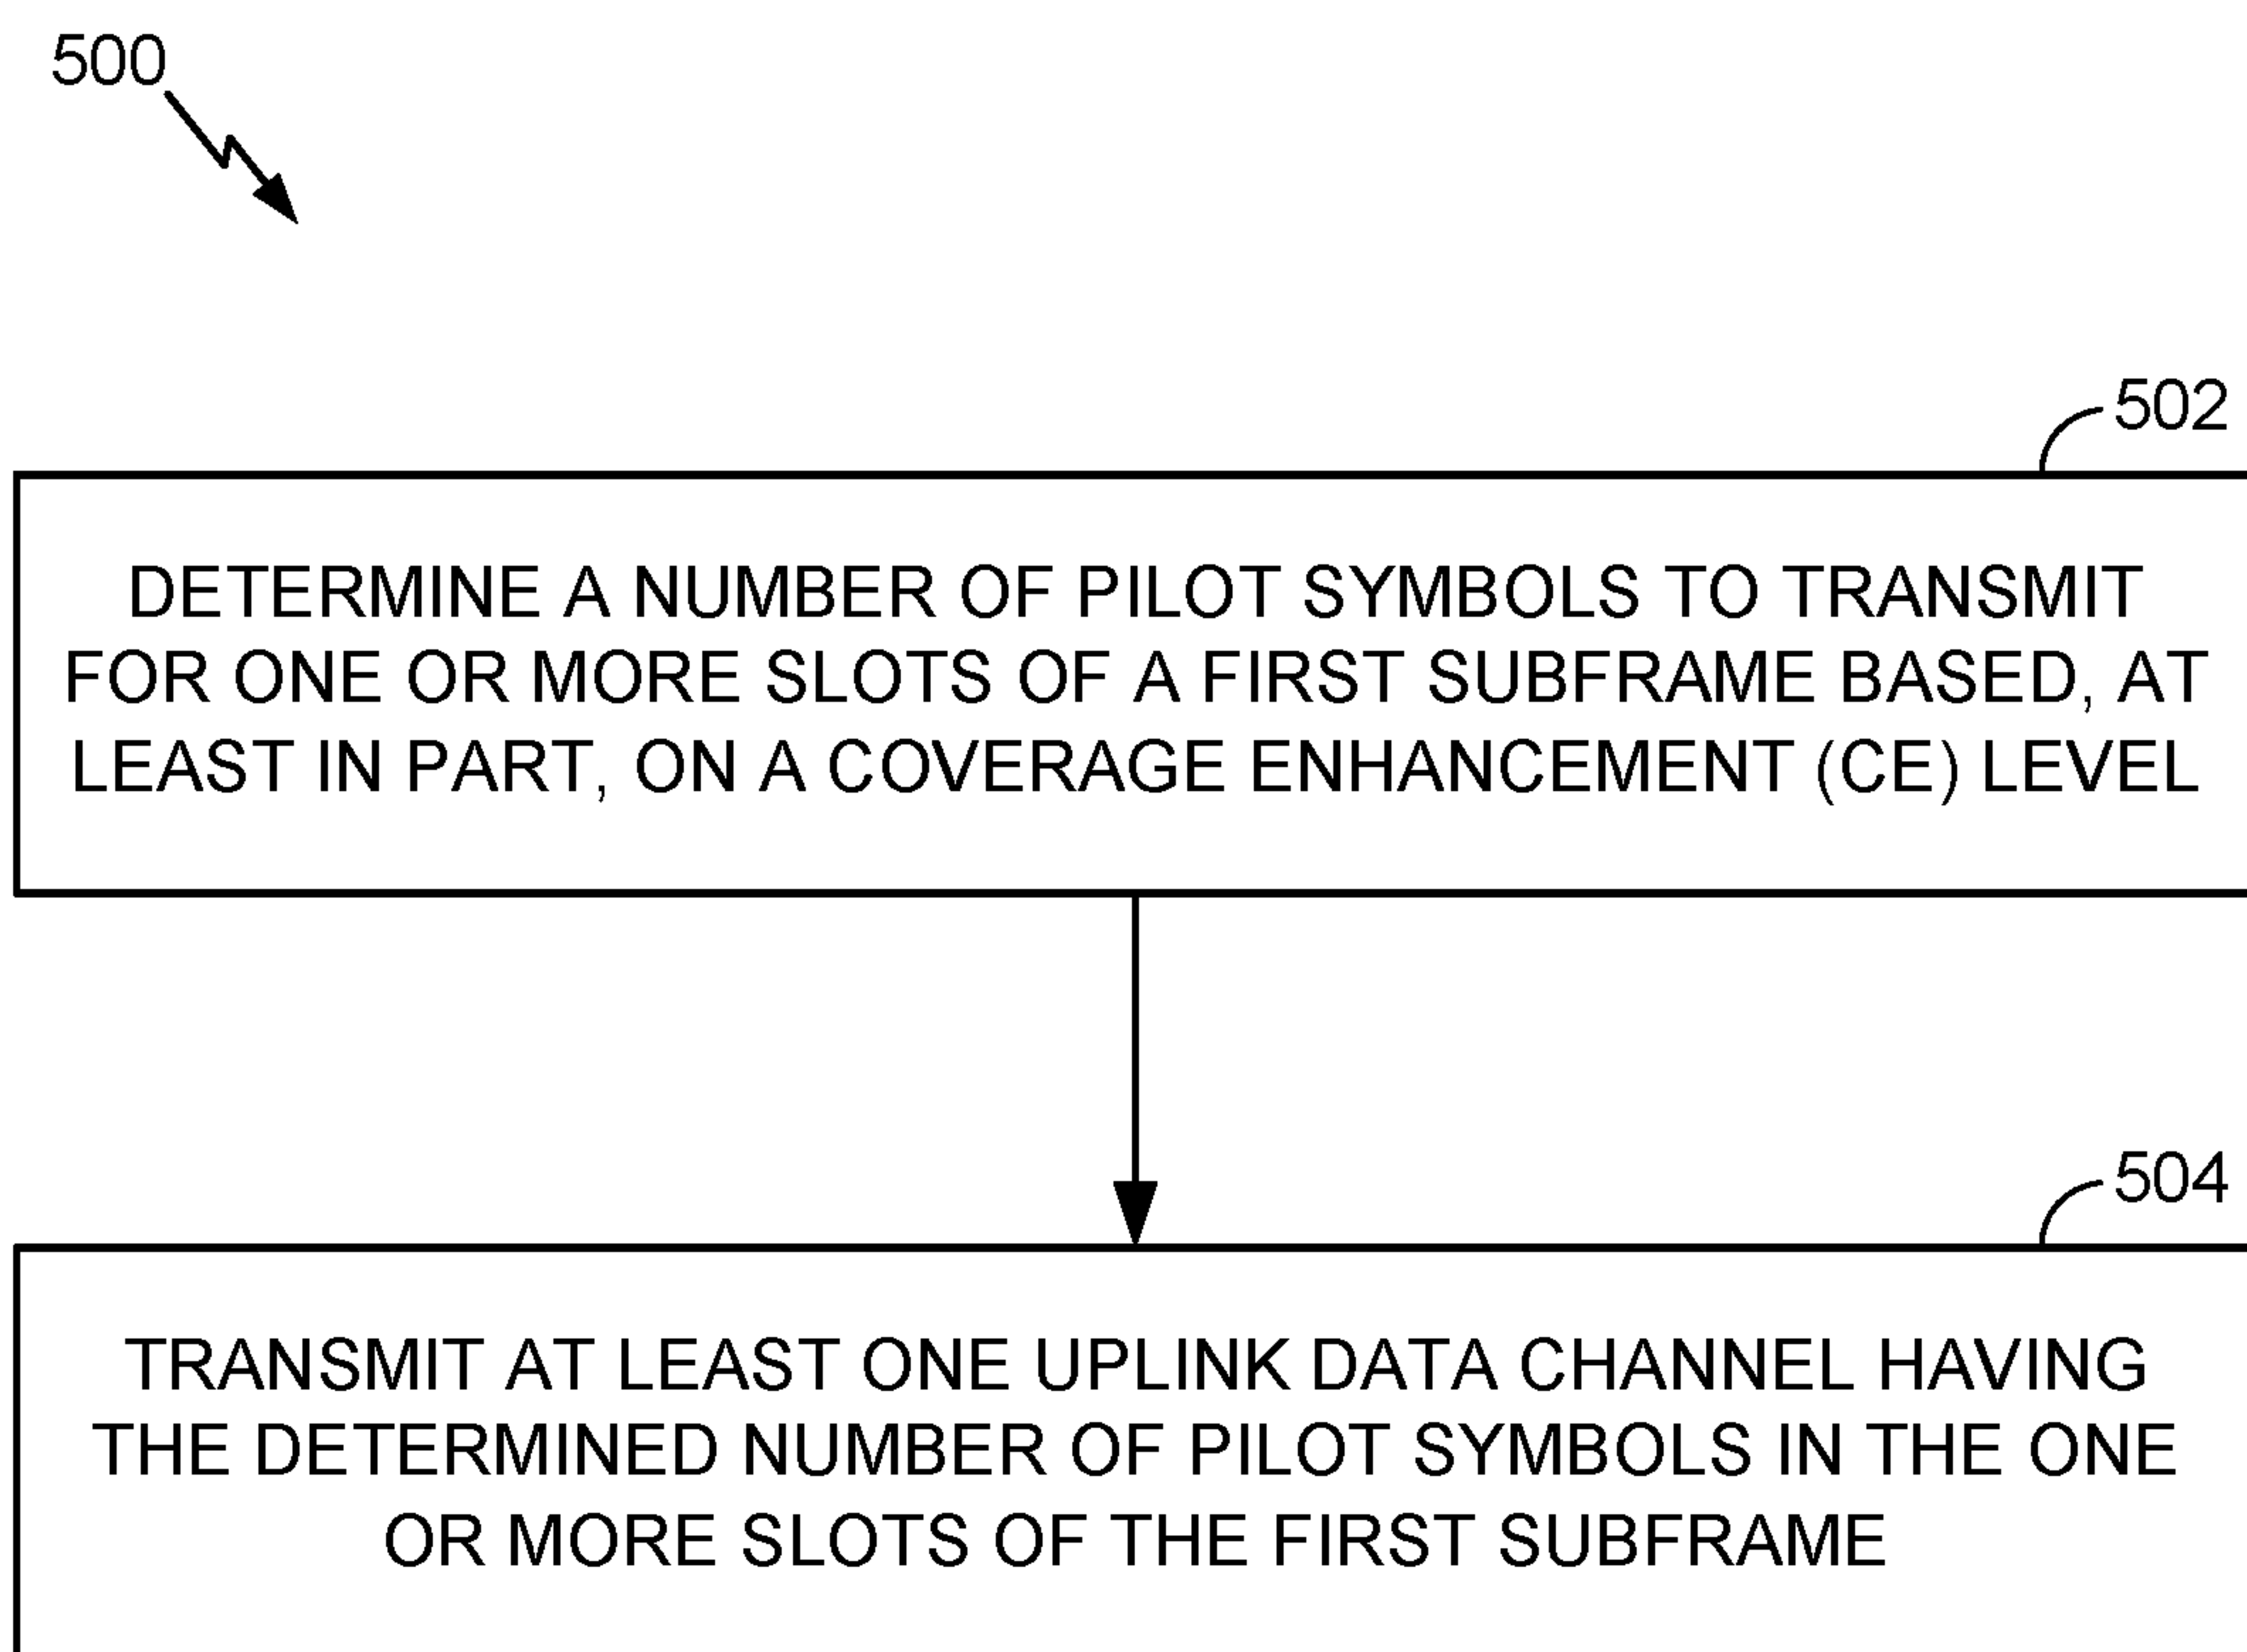 500
502
DETERMINE A NUMBER OF PILOT SYMBOLS TO TRANSMIT
FOR ONE OR MORE SLOTS OF A FIRST SUBFRAME BASED, AT
LEAST IN PART, ON A COVERAGE ENHANCEMENT (CE) LEVEL
504
TRANSMIT AT LEAST ONE UPLINK DATA CHANNEL HAVING
THE DETERMINED NUMBER OF PILOT SYMBOLS IN THE ONE
OR MORE SLOTS OF THE FIRST SUBFRAME